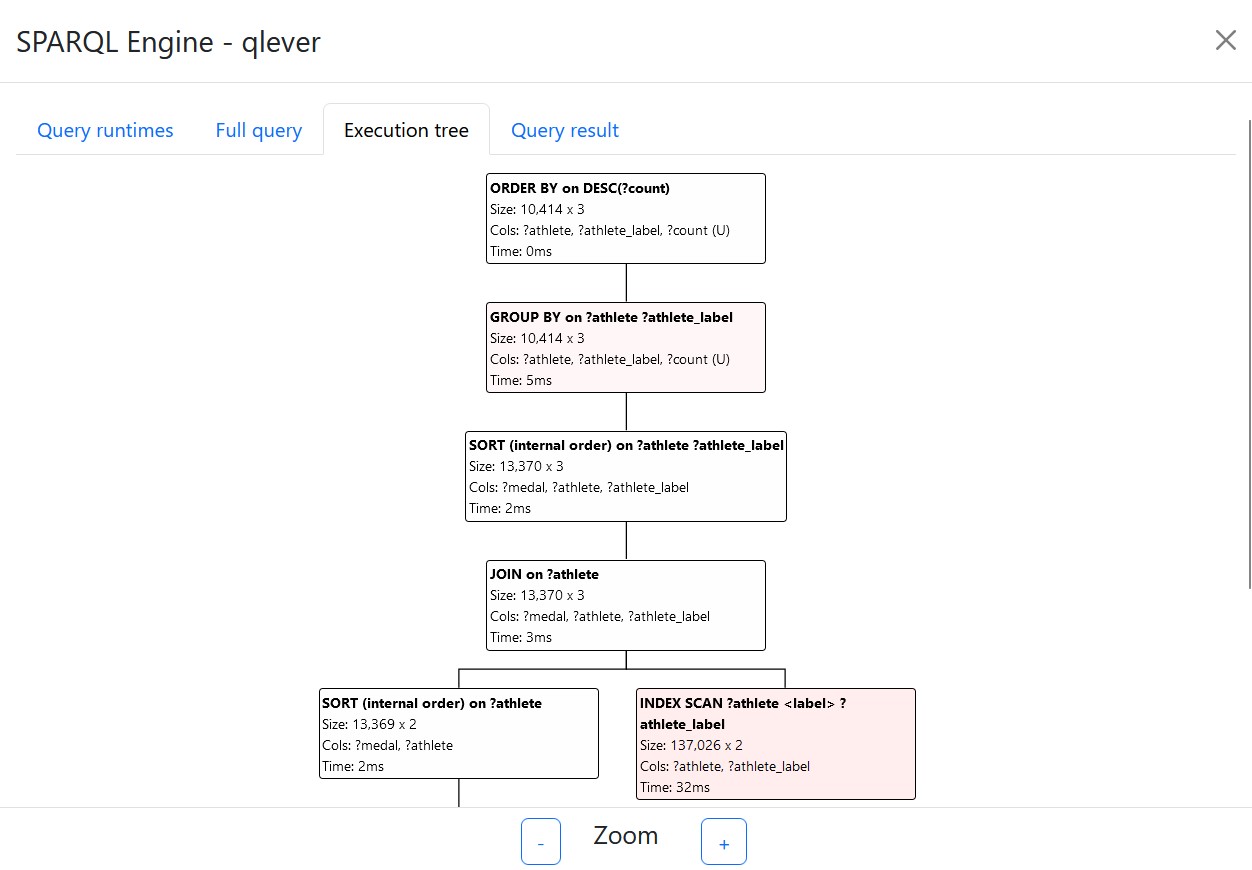 SPARQL Engine - qlever
Query runtimes
Full query
Execution tree
Query result
ORDER BY on DESC(?count)
Size: 10,414 x 3
Cols: ?athlete, ?athlete_label, ?count (U)
Time: 0ms
GROUP BY on ?athlete ?athlete_label
Size: 10,414 x 3
Cols: ?athlete, ?athlete_label, ?count (U)
Time: 5ms
SORT (internal order) on ?athlete ?athlete_label
Size: 13,370 x 3
Cols: ?medal, ?athlete, ?athlete_label
Time: 2ms
JOIN on ?athlete
Size: 13,370 x 3
Cols: ?medal, ?athlete, ?athlete_label
Time: 3ms
SORT (internal order) on ?athlete
Size: 13,369 x 2
Cols: ?medal, ?athlete
Time: 2ms
INDEX SCAN ?athlete <label> ?
athlete_label
Size: 137,026 x 2
Cols: ?athlete, ?athlete_label
Time: 32ms
- Zoom +